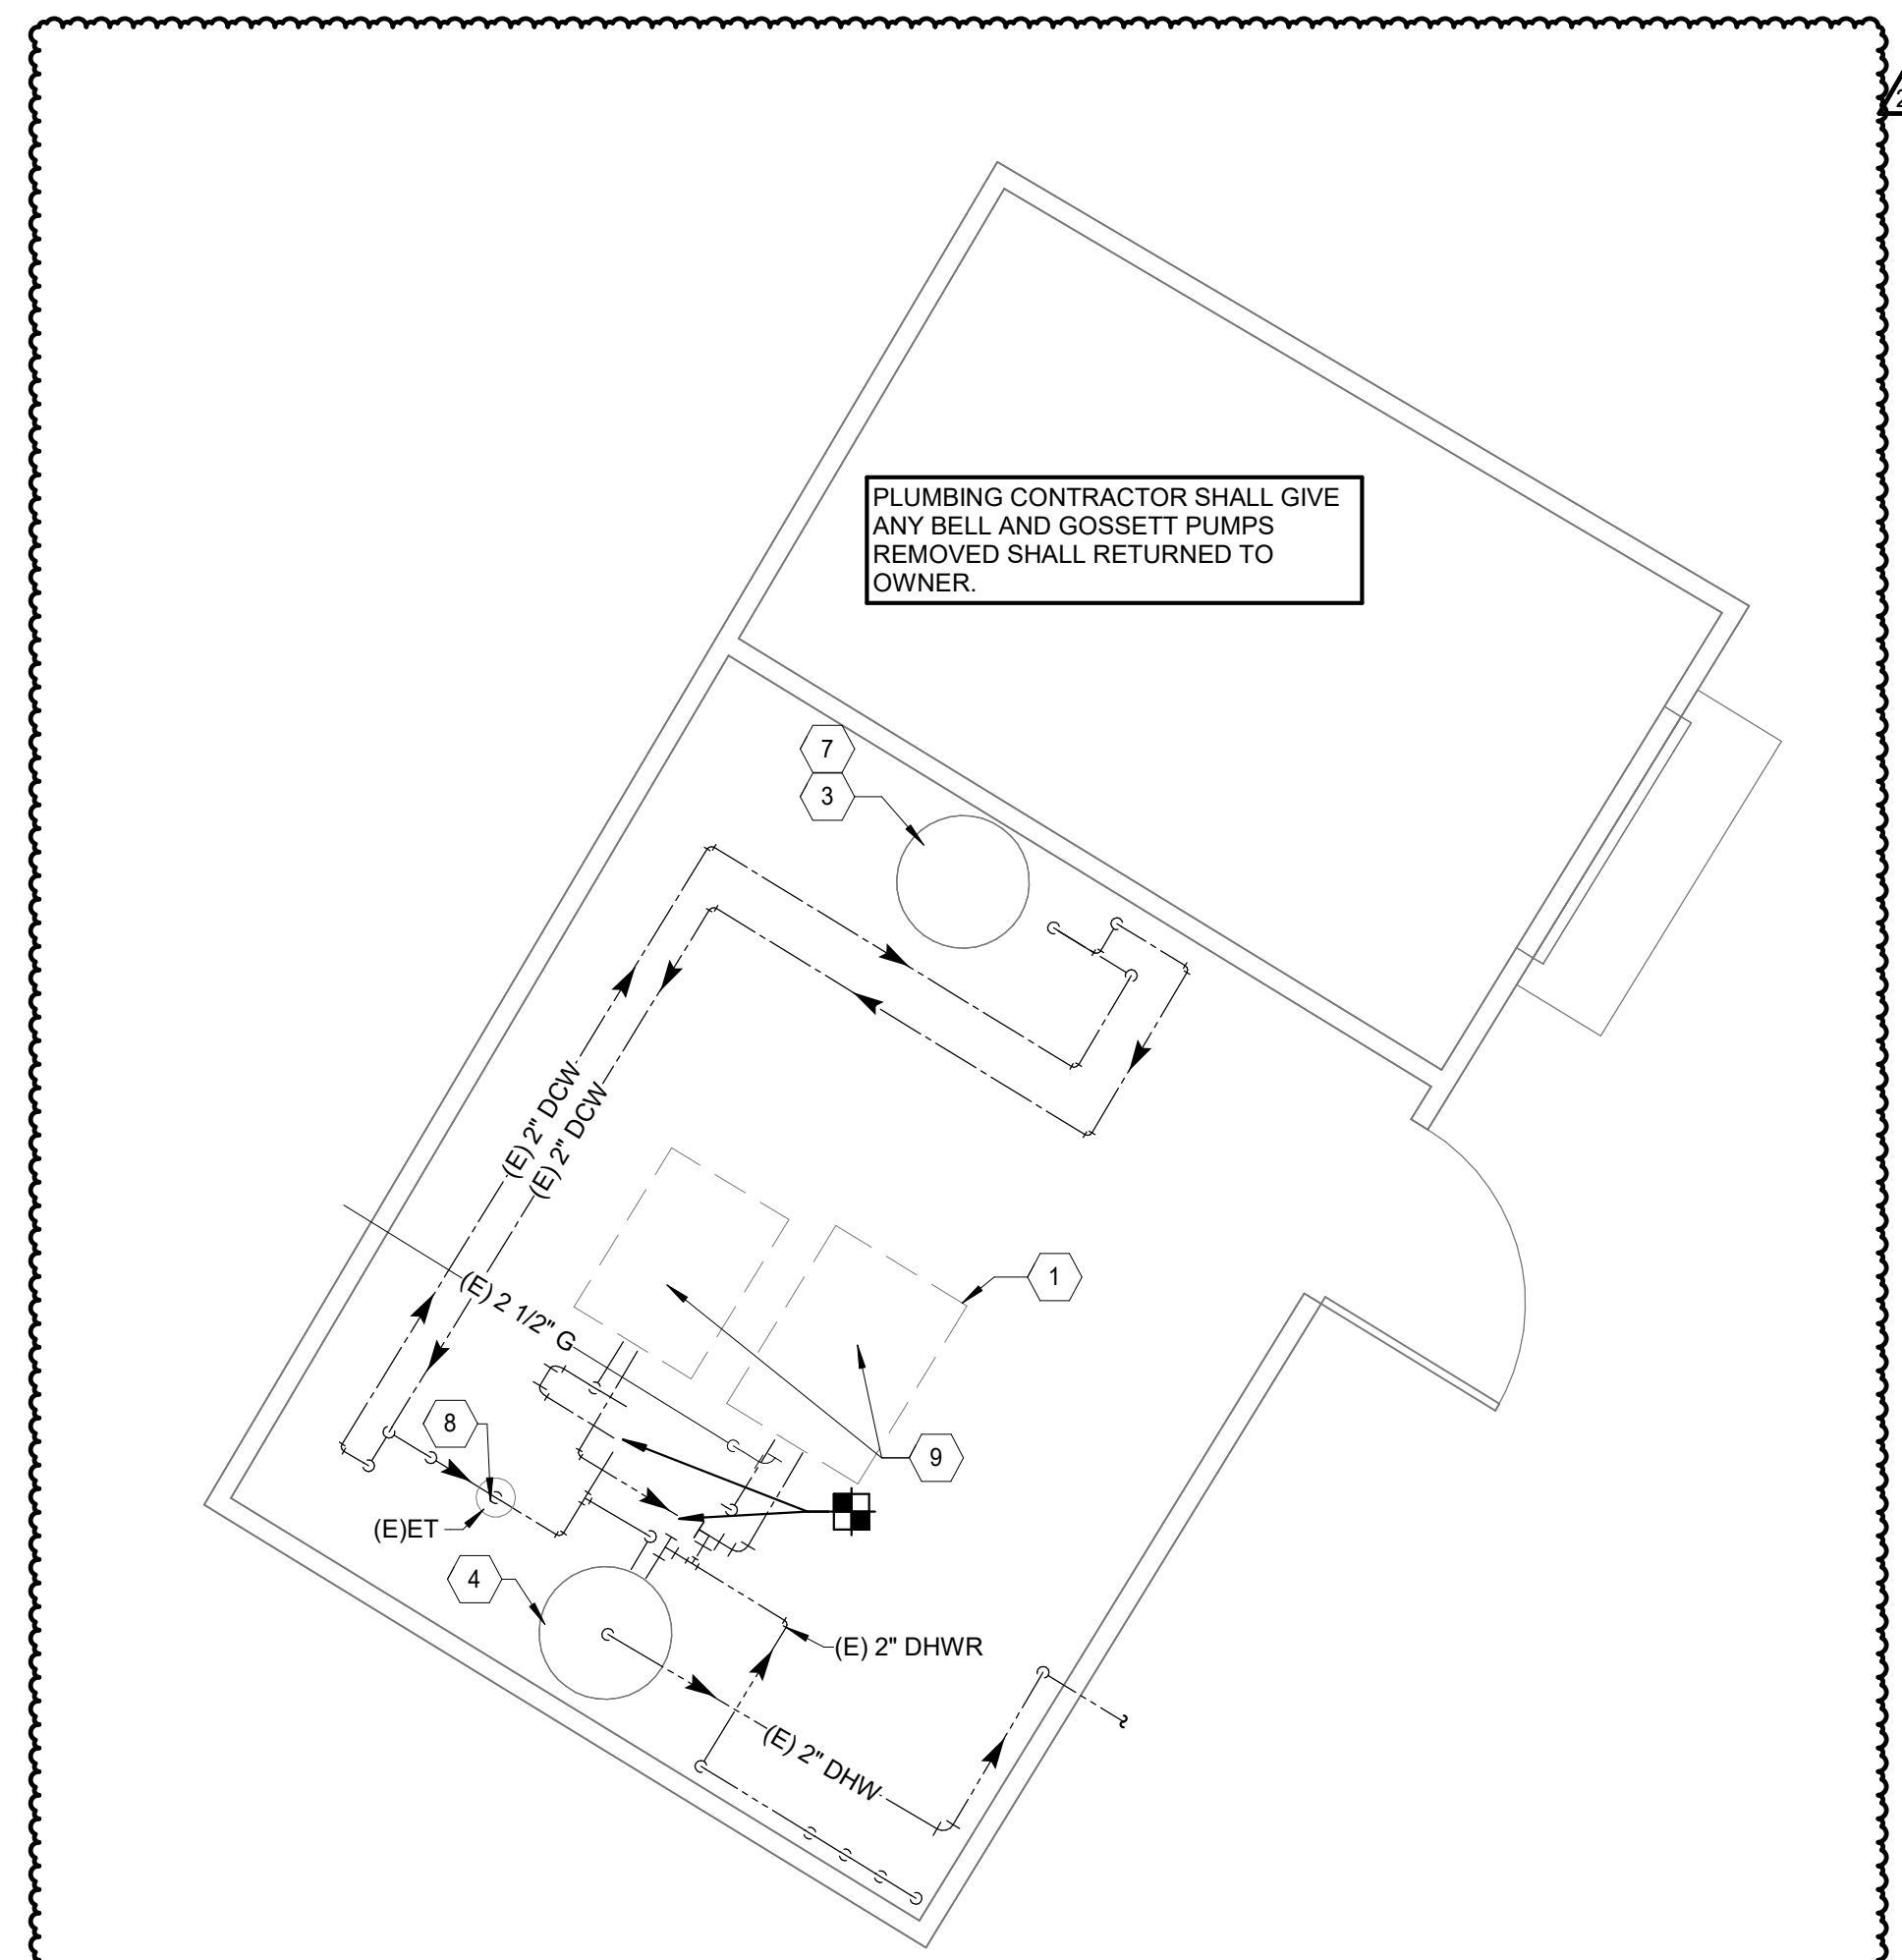 2
PLUMBING CONTRACTOR SHALL GIVE
ANY BELL AND GOSSETT PUMPS
REMOVED SHALL RETURNED TO
OWNER.
7
3
(E) 2" DCW
(E) 2" DCW
1
(E) 2 1/2" G
8
9
(E)ET
4
(E) 2" DHWR
(E) 2" DHW